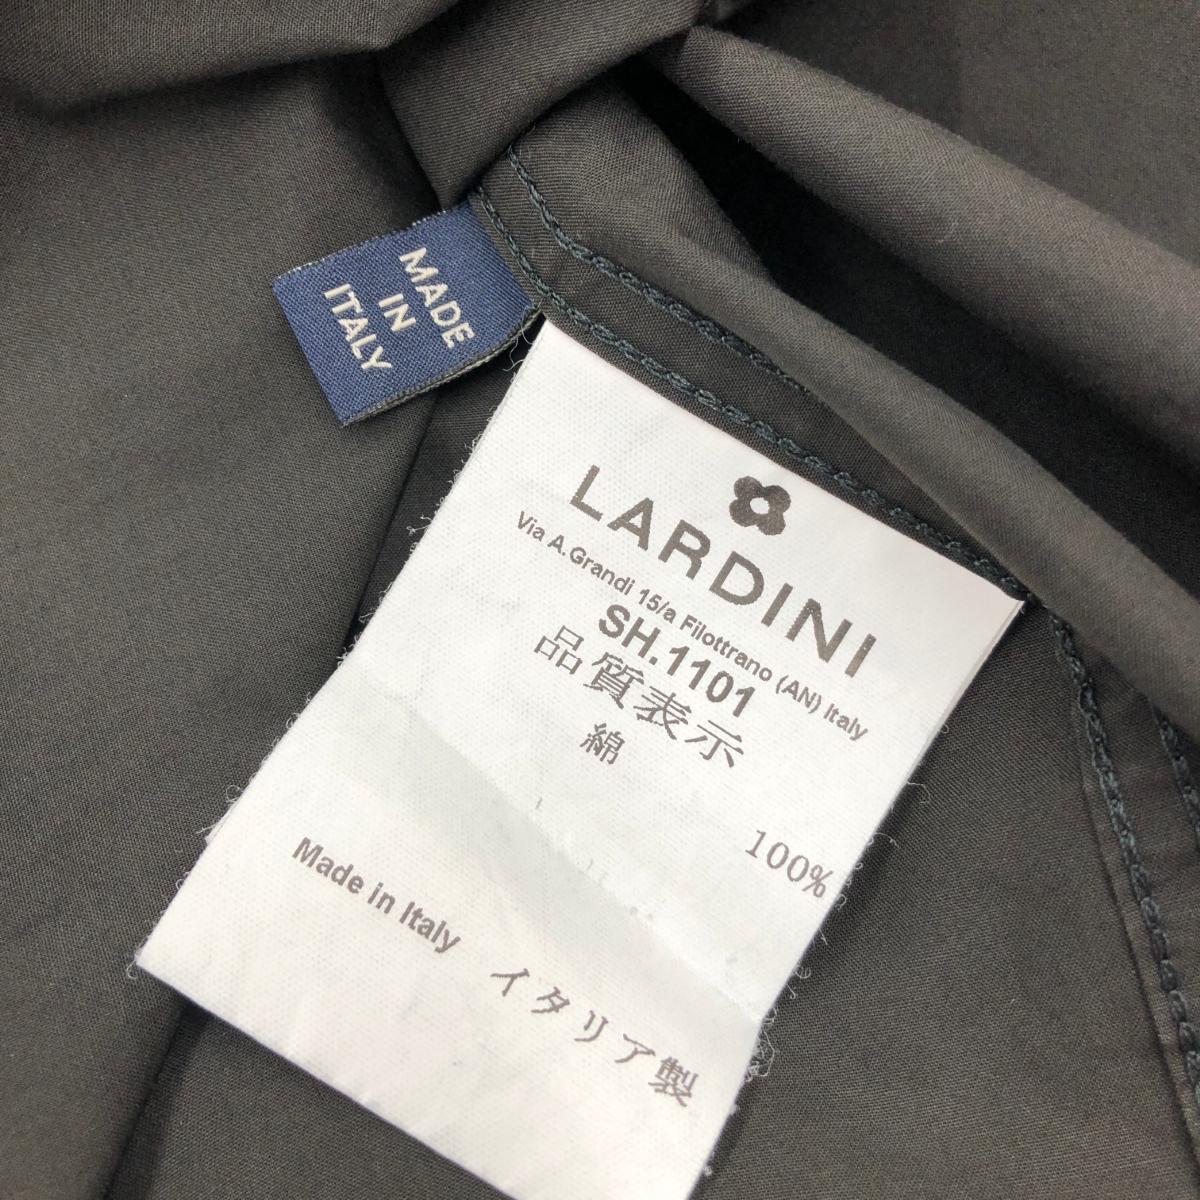 MADE
IN
ITALY
LARDINI
Via A.Grandi 15/a Filottrano (AN) Italy
SH.1101
品質表示
綿 100%
Made in Italy イタリア製